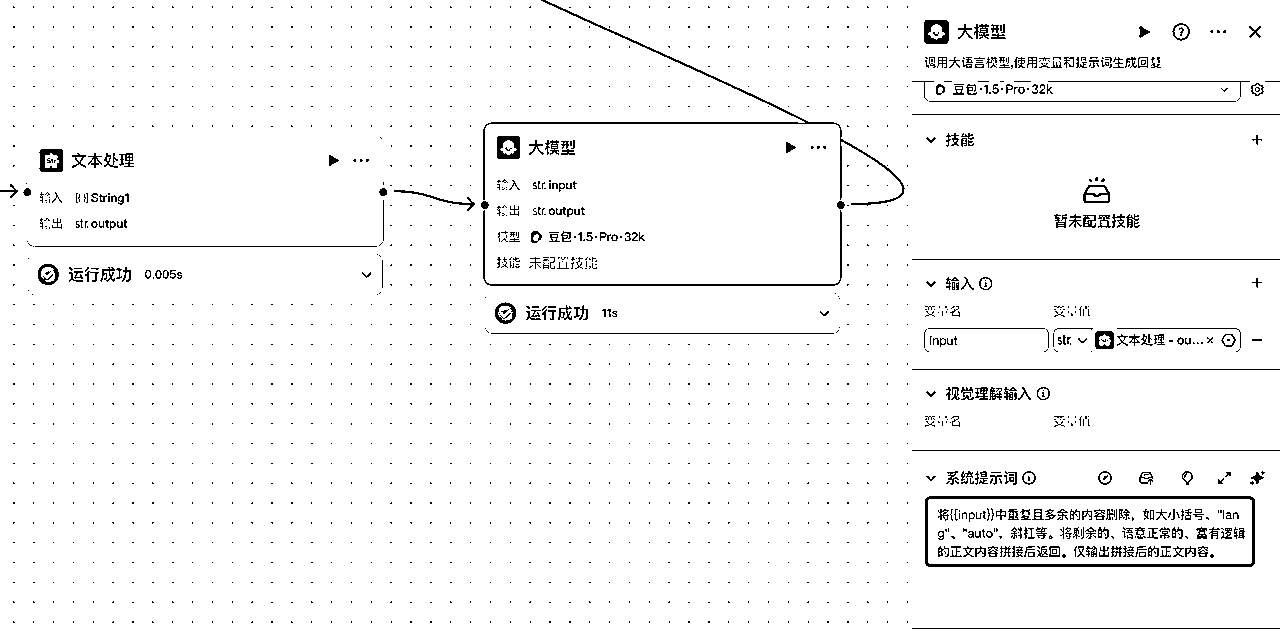 文本处理
输入 [ ] String1
输出 str. output
运行成功 0.005s
大模型
输入 str. input
输出 str. output
模型 豆包·1.5·Pro·32k
技能 未配置技能
运行成功 11s
大模型
调用大语言模型,使用变量和提示词生成回复
豆包·1.5·Pro·32k
技能
暂未配置技能
输入
变量名 变量值
input str. 文本处理 - ou...
视觉理解输入
变量名 变量值
系统提示词
将{{input}}中重复且多余的内容删除，如大小括号、"lan
g"、"auto"，斜杠等。将剩余的、语意正常的、富有逻辑
的正文内容拼接后返回。仅输出拼接后的正文内容。